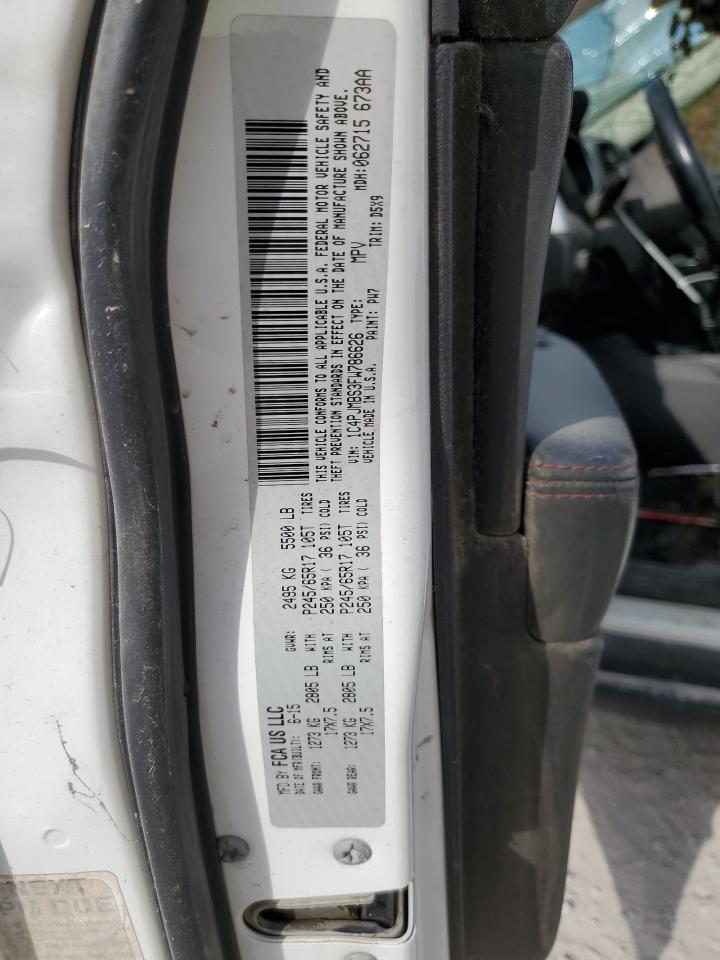 MFD BY FCA US LLC
DATE OF MFR(BUILT): 6-15 GVWR: 2495 KG 5500 LB
GAWR FRONT: 1273 KG 2805 LB WITH P245/65R17 105T TIRES
17X7.5 RIMS AT 250 KPA ( 36 PSI) COLD
GAWR REAR: 1273 KG 2805 LB WITH P245/65R17 105T TIRES
17X7.5 RIMS AT 250 KPA ( 36 PSI) COLD
THIS VEHICLE CONFORMS TO ALL APPLICABLE U.S.A. FEDERAL MOTOR VEHICLE SAFETY AND
THEFT PREVENTION STANDARDS IN EFFECT ON THE DATE OF MANUFACTURE SHOWN ABOVE.
VIN: 1C4PJMBS3FW786626 TYPE: MPV MDH:062715 673AA
VEHICLE MADE IN U.S.A. PAINT: PW7 TRIM: D5X9